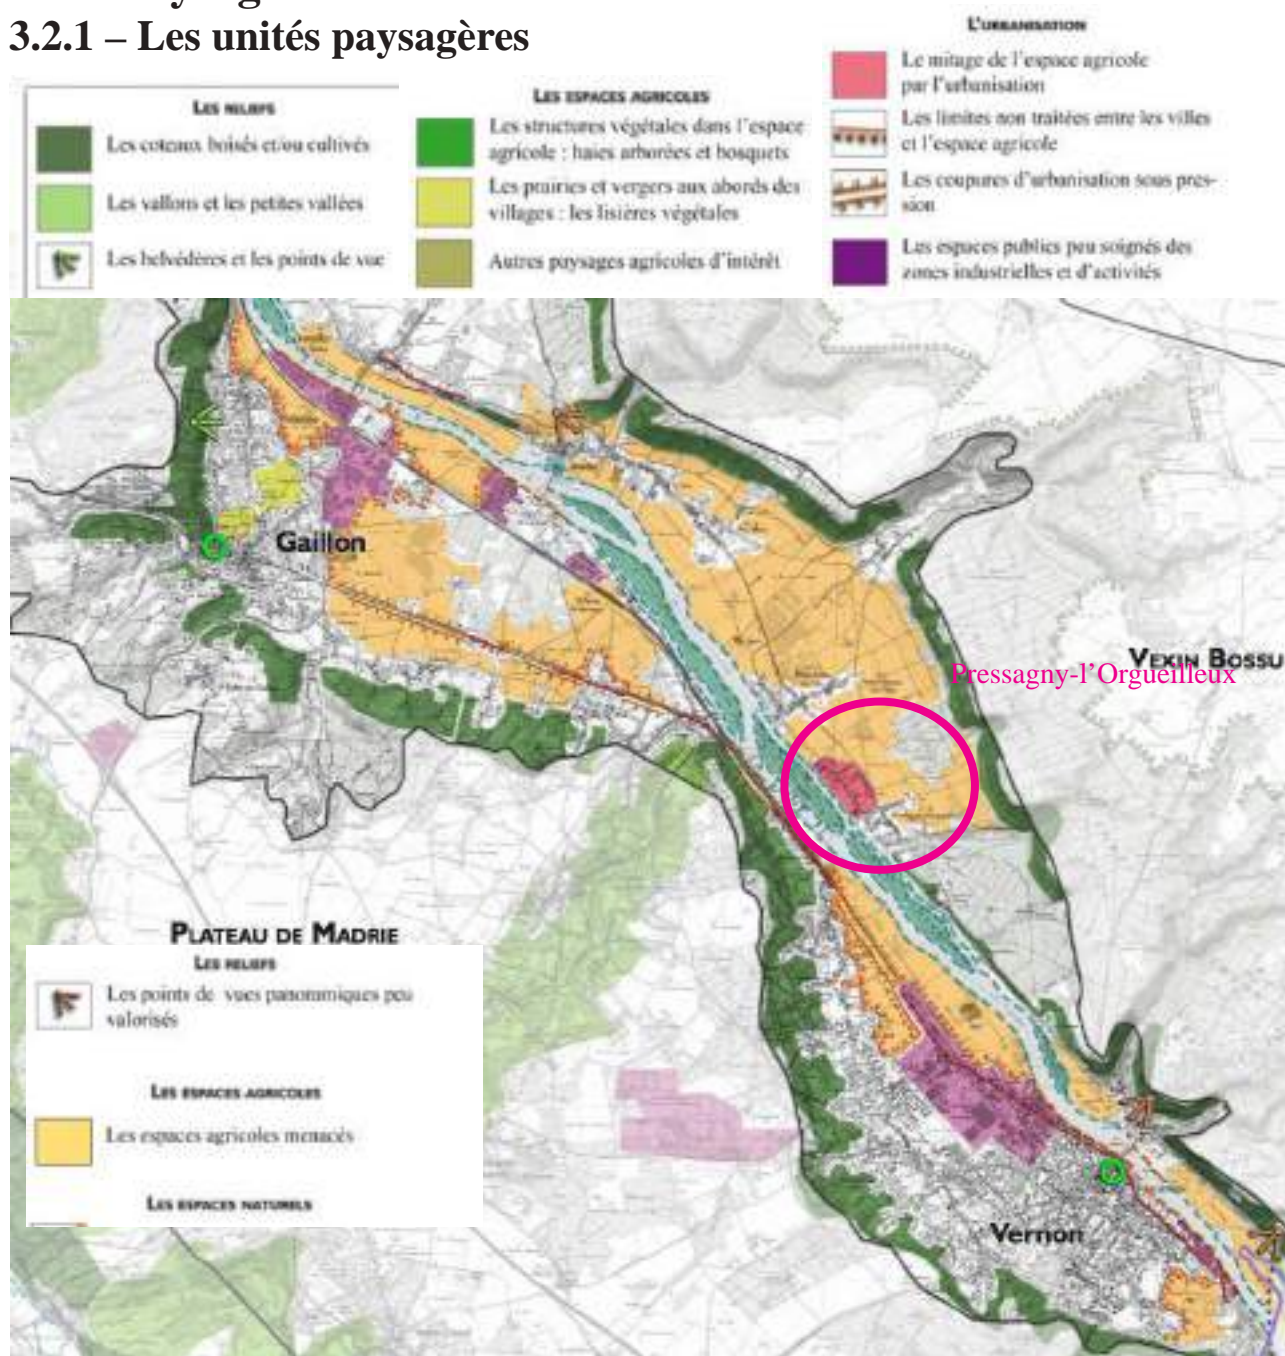 3.2.1 – Les unités paysagères
LES RELIEFS
Les coteaux boisés et/ou cultivés
Les vallons et les petites vallées
Les belvédères et les points de vue
LES ESPACES AGRICOLES
Les structures végétales dans l'espace
agricole : haies arborées et bosquets
Les prairies et vergers aux abords des
villages : les lisières végétales
Autres paysages agricoles d'intérêt
L'URBANISATION
Le mitage de l'espace agricole
par l'urbanisation
Les limites non traitées entre les villes
et l'espace agricole
Les coupures d'urbanisation sous pres-
sion
Les espaces publics peu soignés des
zones industrielles et d'activités
Gaillon
VEXIN BOSSU
Pressagny-l'Orgueilleux
PLATEAU DE MADRIE
LES RELIEFS
Les points de vues panoramiques peu
valorisés
LES ESPACES AGRICOLES
Les espaces agricoles menacés
LES ESPACES NATURELS
Vernon